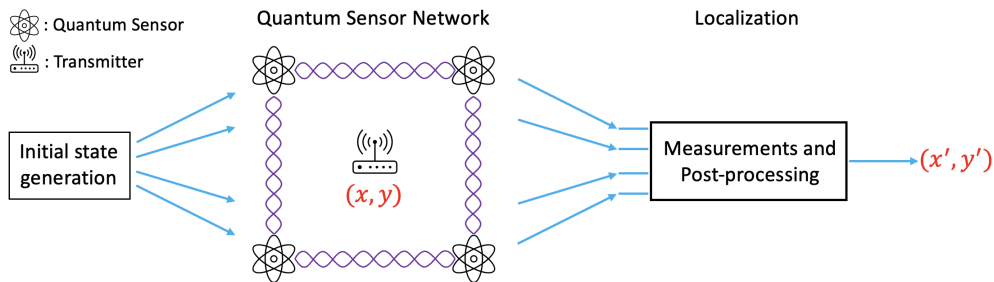 : Quantum Sensor
: Transmitter
Quantum Sensor Network
Localization
Initial state
generation
(x, y)
Measurements and
Post-processing
(x′, y′)